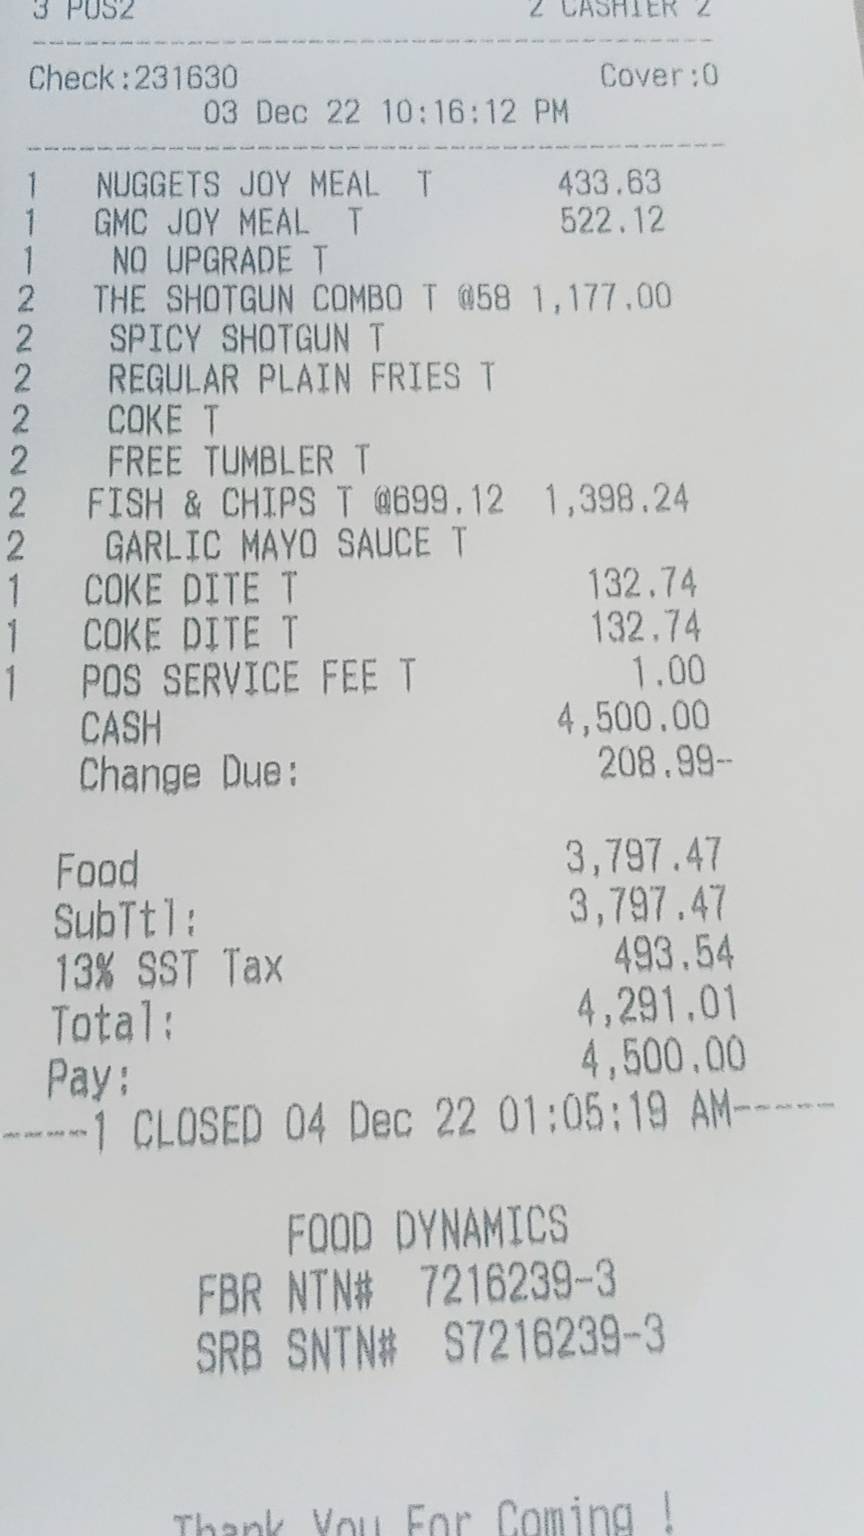 3 POS2 2 CASHIER 2
Check:231630 Cover:0
03 Dec 22 10:16:12 PM
1 NUGGETS JOY MEAL T 433.63
1 GMC JOY MEAL T 522.12
1 NO UPGRADE T
2 THE SHOTGUN COMBO T @58 1,177.00
2 SPICY SHOTGUN T
2 REGULAR PLAIN FRIES T
2 COKE T
2 FREE TUMBLER T
2 FISH & CHIPS T @699.12 1,398.24
2 GARLIC MAYO SAUCE T
1 COKE DITE T 132.74
1 COKE DITE T 132.74
1 POS SERVICE FEE T 1.00
CASH 4,500.00
Change Due: 208.99-
Food 3,797.47
SubTtl: 3,797.47
13% SST Tax 493.54
Total: 4,291.01
Pay: 4,500.00
-----1 CLOSED 04 Dec 22 01:05:19 AM-----
FOOD DYNAMICS
FBR NTN# 7216239-3
SRB SNTN# S7216239-3
Thank You For Coming !